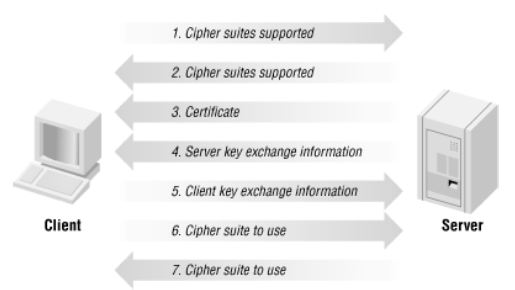 1. Cipher suites supported
2. Cipher suites supported
3. Certificate
4. Server key exchange information
5. Client key exchange information
6. Cipher suite to use
7. Cipher suite to use
Client
Server